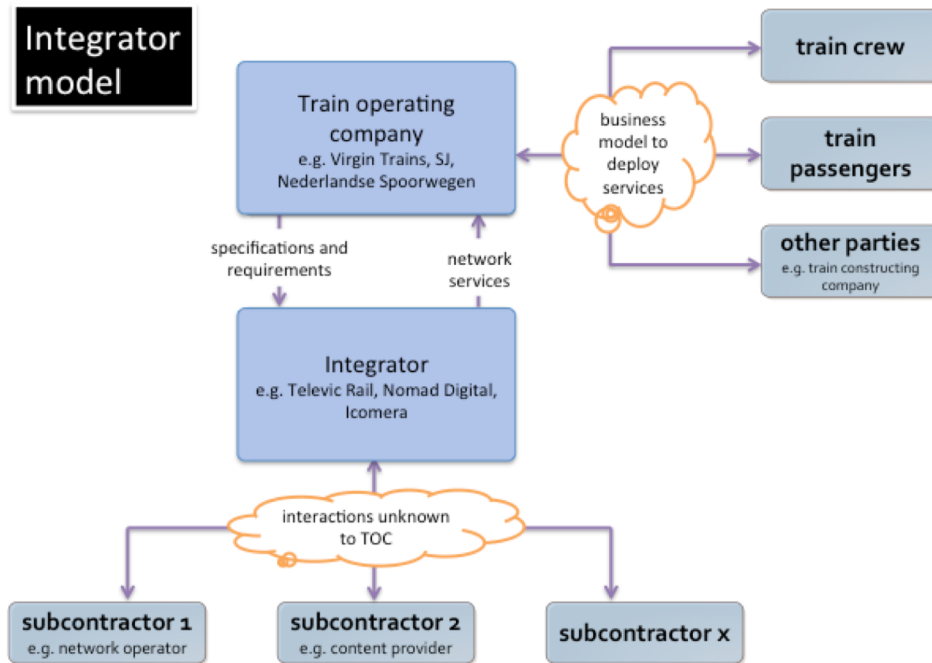 Integrator
model
Train operating
company
e.g. Virgin Trains, SJ,
Nederlandse Spoorwegen
business
model to
deploy
services
train crew
train
passengers
other parties
e.g. train constructing
company
specifications and
requirements
network
services
Integrator
e.g. Televic Rail, Nomad Digital,
Icomera
interactions unknown
to TOC
subcontractor 1
e.g. network operator
subcontractor 2
e.g. content provider
subcontractor x